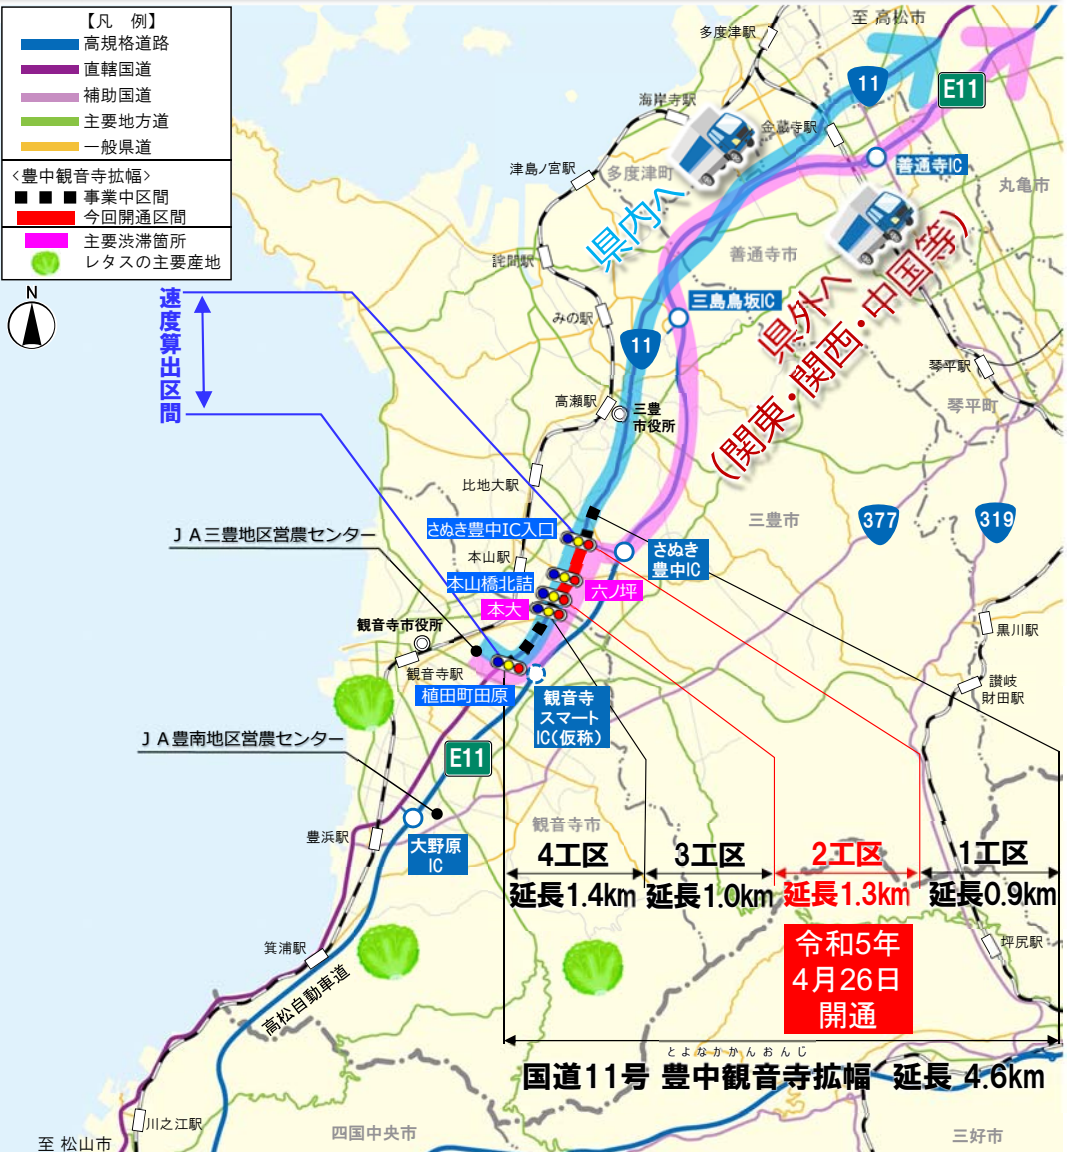 【凡　例】
高規格道路
直轄国道
補助国道
主要地方道
一般県道
<豊中観音寺拡幅>
事業中区間
今回開通区間
主要渋滞箇所
レタスの主要産地
N
速度算出区間
至 高松市
多度津駅
11
E11
海岸寺駅
金蔵寺駅
善通寺IC
津島ノ宮駅
多度津町
丸亀市
県内へ
詫間駅
善通寺市
県外へ
(関東・関西・中国等)
三島鳥坂IC
みの駅
11
琴平駅
琴平町
高瀬駅
三豊
市役所
比地大駅
三豊市
377
319
さぬき豊中IC入口
JA三豊地区営農センター
本山駅
さぬき
豊中IC
本山橋北詰
六ノ坪
本大
観音寺市役所
黒川駅
観音寺駅
讃岐
財田駅
植田町田原
観音寺
スマート
IC(仮称)
JA豊南地区営農センター
E11
観音寺市
豊浜駅
大野原
IC
4工区
延長1.4km
3工区
延長1.0km
2工区
延長1.3km
1工区
延長0.9km
令和5年
4月26日
開通
箕浦駅
坪尻駅
高松自動車道
とよなかかんおんじ
国道11号 豊中観音寺拡幅 延長 4.6km
川之江駅
四国中央市
三好市
至 松山市